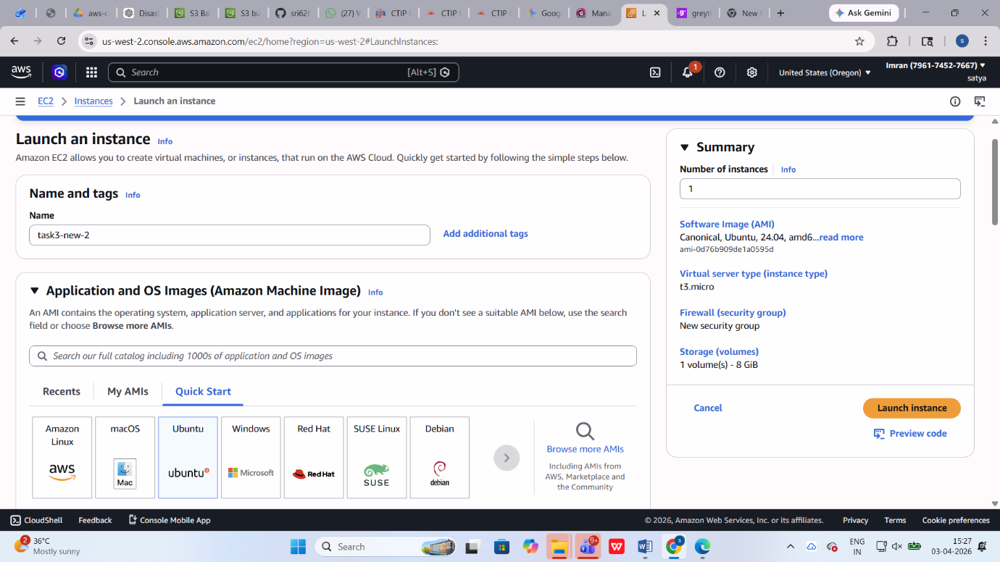 aws-c
Disast
S3 Ba
S3 bu
sri626
(27) V
CTIP
CTIP
CTIP
Goog
Mana
L
greyt
New t
Ask Gemini
us-west-2.console.aws.amazon.com/ec2/home?region=us-west-2#LaunchInstances:
S
aws
Search
[Alt+S]
1
United States (Oregon)
Imran (7961-7452-7667)
satya
EC2
Instances
Launch an instance
Launch an instance
Info
Amazon EC2 allows you to create virtual machines, or instances, that run on the AWS Cloud. Quickly get started by following the simple steps below.
Name and tags
Info
Name
task3-new-2
Add additional tags
Application and OS Images (Amazon Machine Image)
Info
An AMI contains the operating system, application server, and applications for your instance. If you don't see a suitable AMI below, use the search
field or choose Browse more AMIs.
Search our full catalog including 1000s of application and OS images
Recents
My AMIs
Quick Start
Amazon
Linux
aws
macOS
Mac
Ubuntu
ubuntu
Windows
Microsoft
Red Hat
Red Hat
SUSE Linux
SUSE
Debian
debian
Browse more AMIs
Including AMIs from
AWS, Marketplace and
the Community
Summary
Number of instances
Info
1
Software Image (AMI)
Canonical, Ubuntu, 24.04, amd6...read more
ami-0d76b909de1a0595d
Virtual server type (instance type)
t3.micro
Firewall (security group)
New security group
Storage (volumes)
1 volume(s) - 8 GiB
Cancel
Launch instance
Preview code
CloudShell
Feedback
Console Mobile App
© 2026, Amazon Web Services, Inc. or its affiliates.
Privacy
Terms
Cookie preferences
2
36°C
Mostly sunny
Search
9+
ENG
IN
15:27
03-04-2026